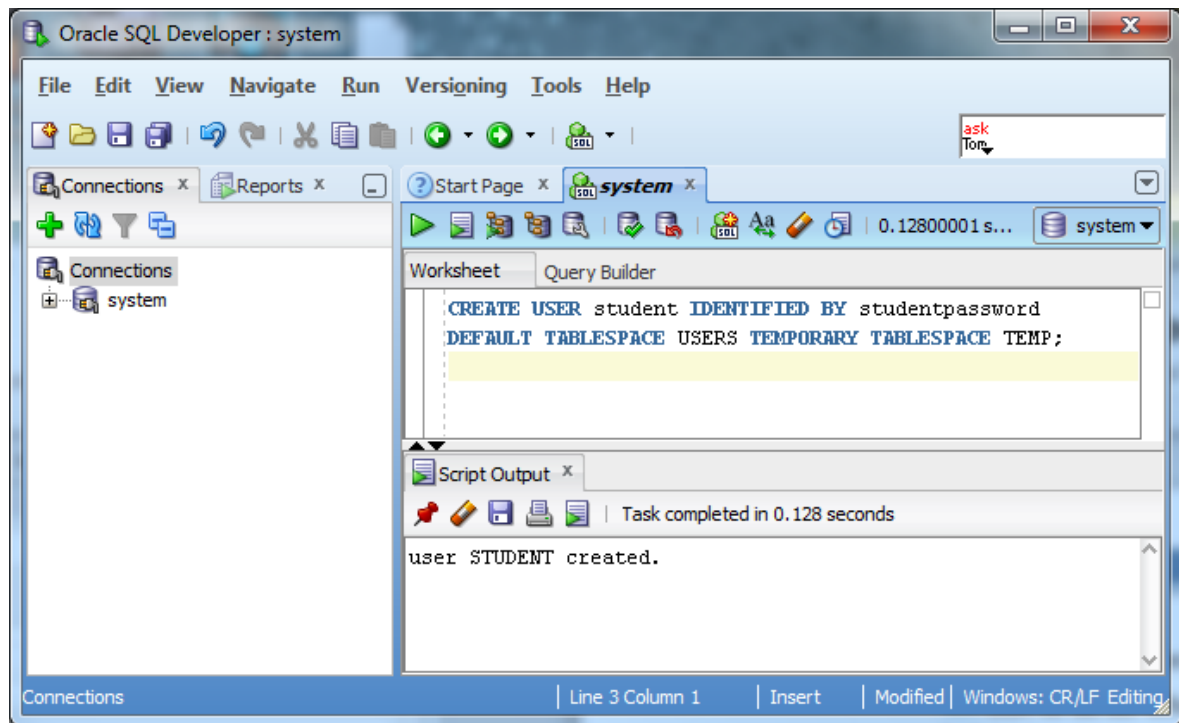 Oracle SQL Developer : system
File Edit View Navigate Run Versioning Tools Help
ask
Tom
Connections x Reports x
Start Page x SQL system x
SQL Aa 0.12800001 s... system
Connections
system
Worksheet Query Builder
CREATE USER student IDENTIFIED BY studentpassword
DEFAULT TABLESPACE USERS TEMPORARY TABLESPACE TEMP;
Script Output x
Task completed in 0.128 seconds
user STUDENT created.
Connections Line 3 Column 1 Insert Modified Windows: CR/LF Editing